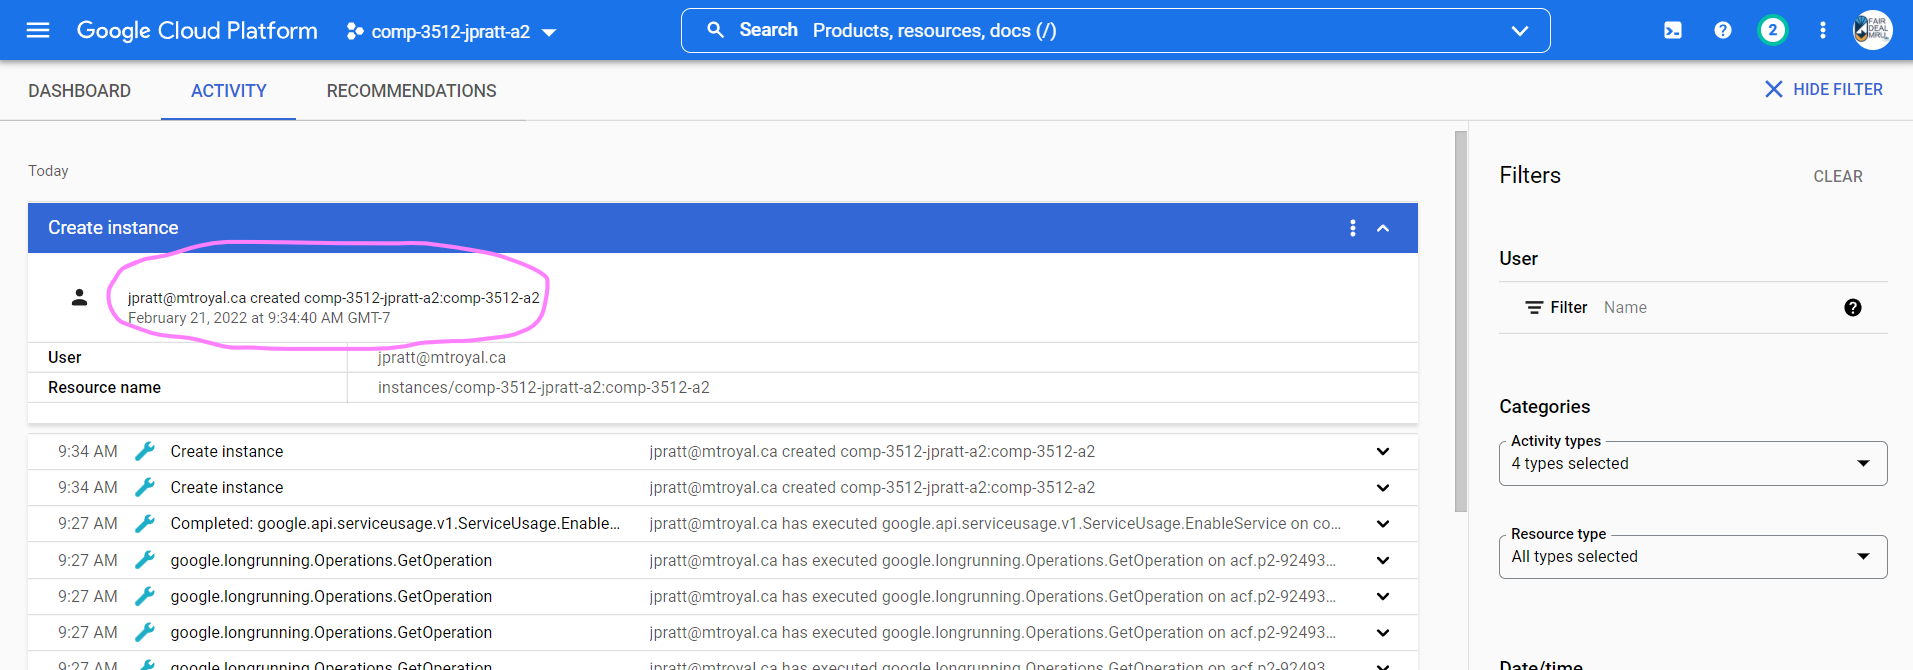 Google Cloud Platform
comp-3512-jpratt-a2
Search Products, resources, docs (/)
2
FAIR
DEAL
MRU
DASHBOARD ACTIVITY RECOMMENDATIONS
HIDE FILTER
Today
Create instance
jpratt@mtroyal.ca created comp-3512-jpratt-a2:comp-3512-a2
February 21, 2022 at 9:34:40 AM GMT-7
User jpratt@mtroyal.ca
Resource name instances/comp-3512-jpratt-a2:comp-3512-a2
9:34 AM Create instance jpratt@mtroyal.ca created comp-3512-jpratt-a2:comp-3512-a2
9:34 AM Create instance jpratt@mtroyal.ca created comp-3512-jpratt-a2:comp-3512-a2
9:27 AM Completed: google.api.serviceusage.v1.ServiceUsage.Enable... jpratt@mtroyal.ca has executed google.api.serviceusage.v1.ServiceUsage.EnableService on co...
9:27 AM google.longrunning.Operations.GetOperation jpratt@mtroyal.ca has executed google.longrunning.Operations.GetOperation on acf.p2-92493...
9:27 AM google.longrunning.Operations.GetOperation jpratt@mtroyal.ca has executed google.longrunning.Operations.GetOperation on acf.p2-92493...
9:27 AM google.longrunning.Operations.GetOperation jpratt@mtroyal.ca has executed google.longrunning.Operations.GetOperation on acf.p2-92493...
9:27 AM google.longrunning.Operations.GetOperation jpratt@mtroyal.ca has executed google.longrunning.Operations.GetOperation on acf.p2-92493...
Filters CLEAR
User
Filter Name
Categories
Activity types
4 types selected
Resource type
All types selected
Date/time